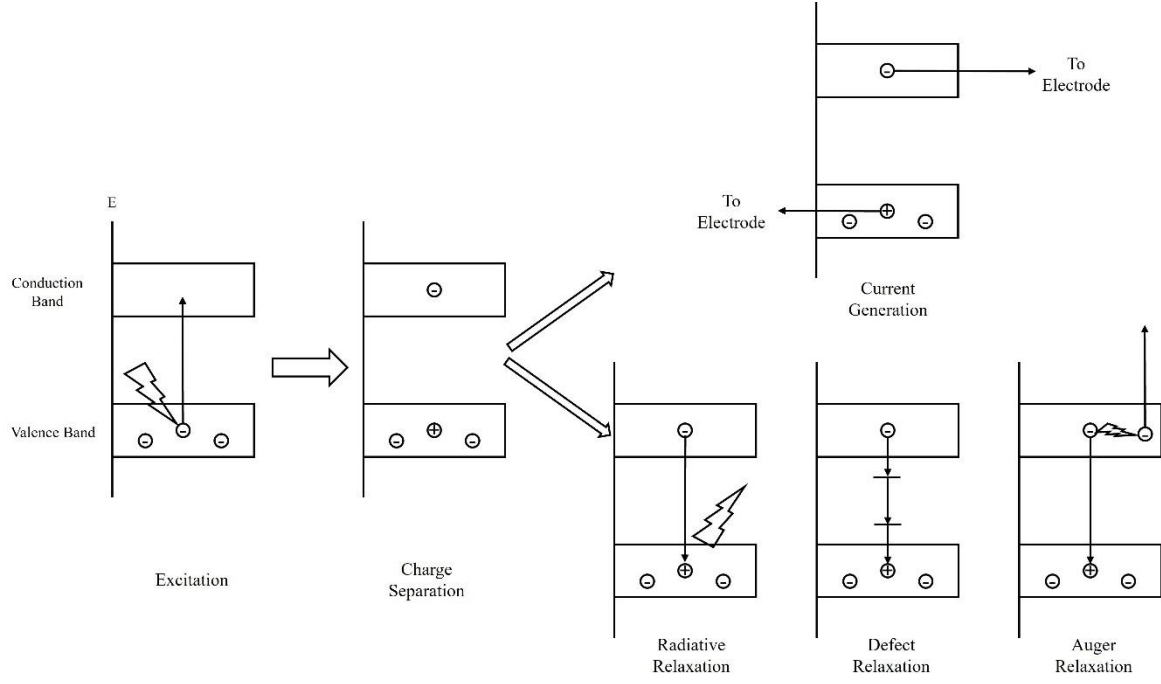 To
Electrode
To
Electrode
Current
Generation
E
Conduction
Band
Valence Band
Excitation
Charge
Separation
Radiative
Relaxation
Defect
Relaxation
Auger
Relaxation